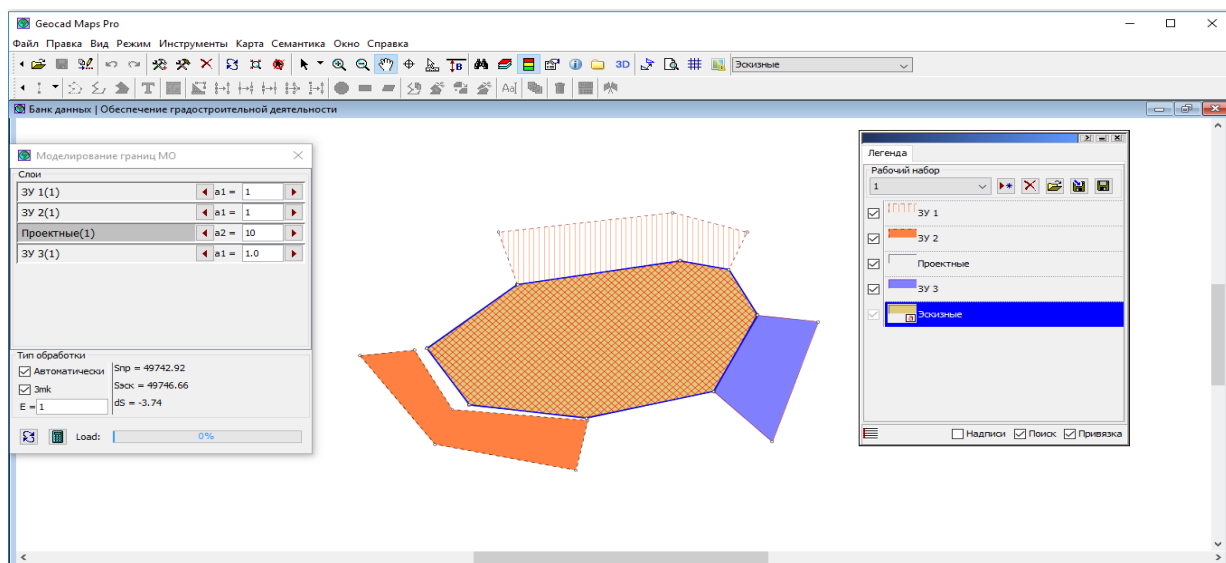 Geocad Maps Pro
Файл Правка Вид Режим Инструменты Карта Семантика Окно Справка
3D Эскизные
T Aa
Банк данных | Обеспечение градостроительной деятельности
Моделирование границ МО
Слои
ЗУ 1(1) a1 = 1
ЗУ 2(1) a1 = 1
Проектные(1) a2 = 10
ЗУ 3(1) a1 = 1.0
Тип обработки
Автоматически Sпр = 49742.92
3mk Sэск = 49746.66
E = 1 dS = -3.74
Load: 0%
Легенда
Рабочий набор
1
ЗУ 1
ЗУ 2
Проектные
ЗУ 3
Эскизные
Надписи Поиск Привязка